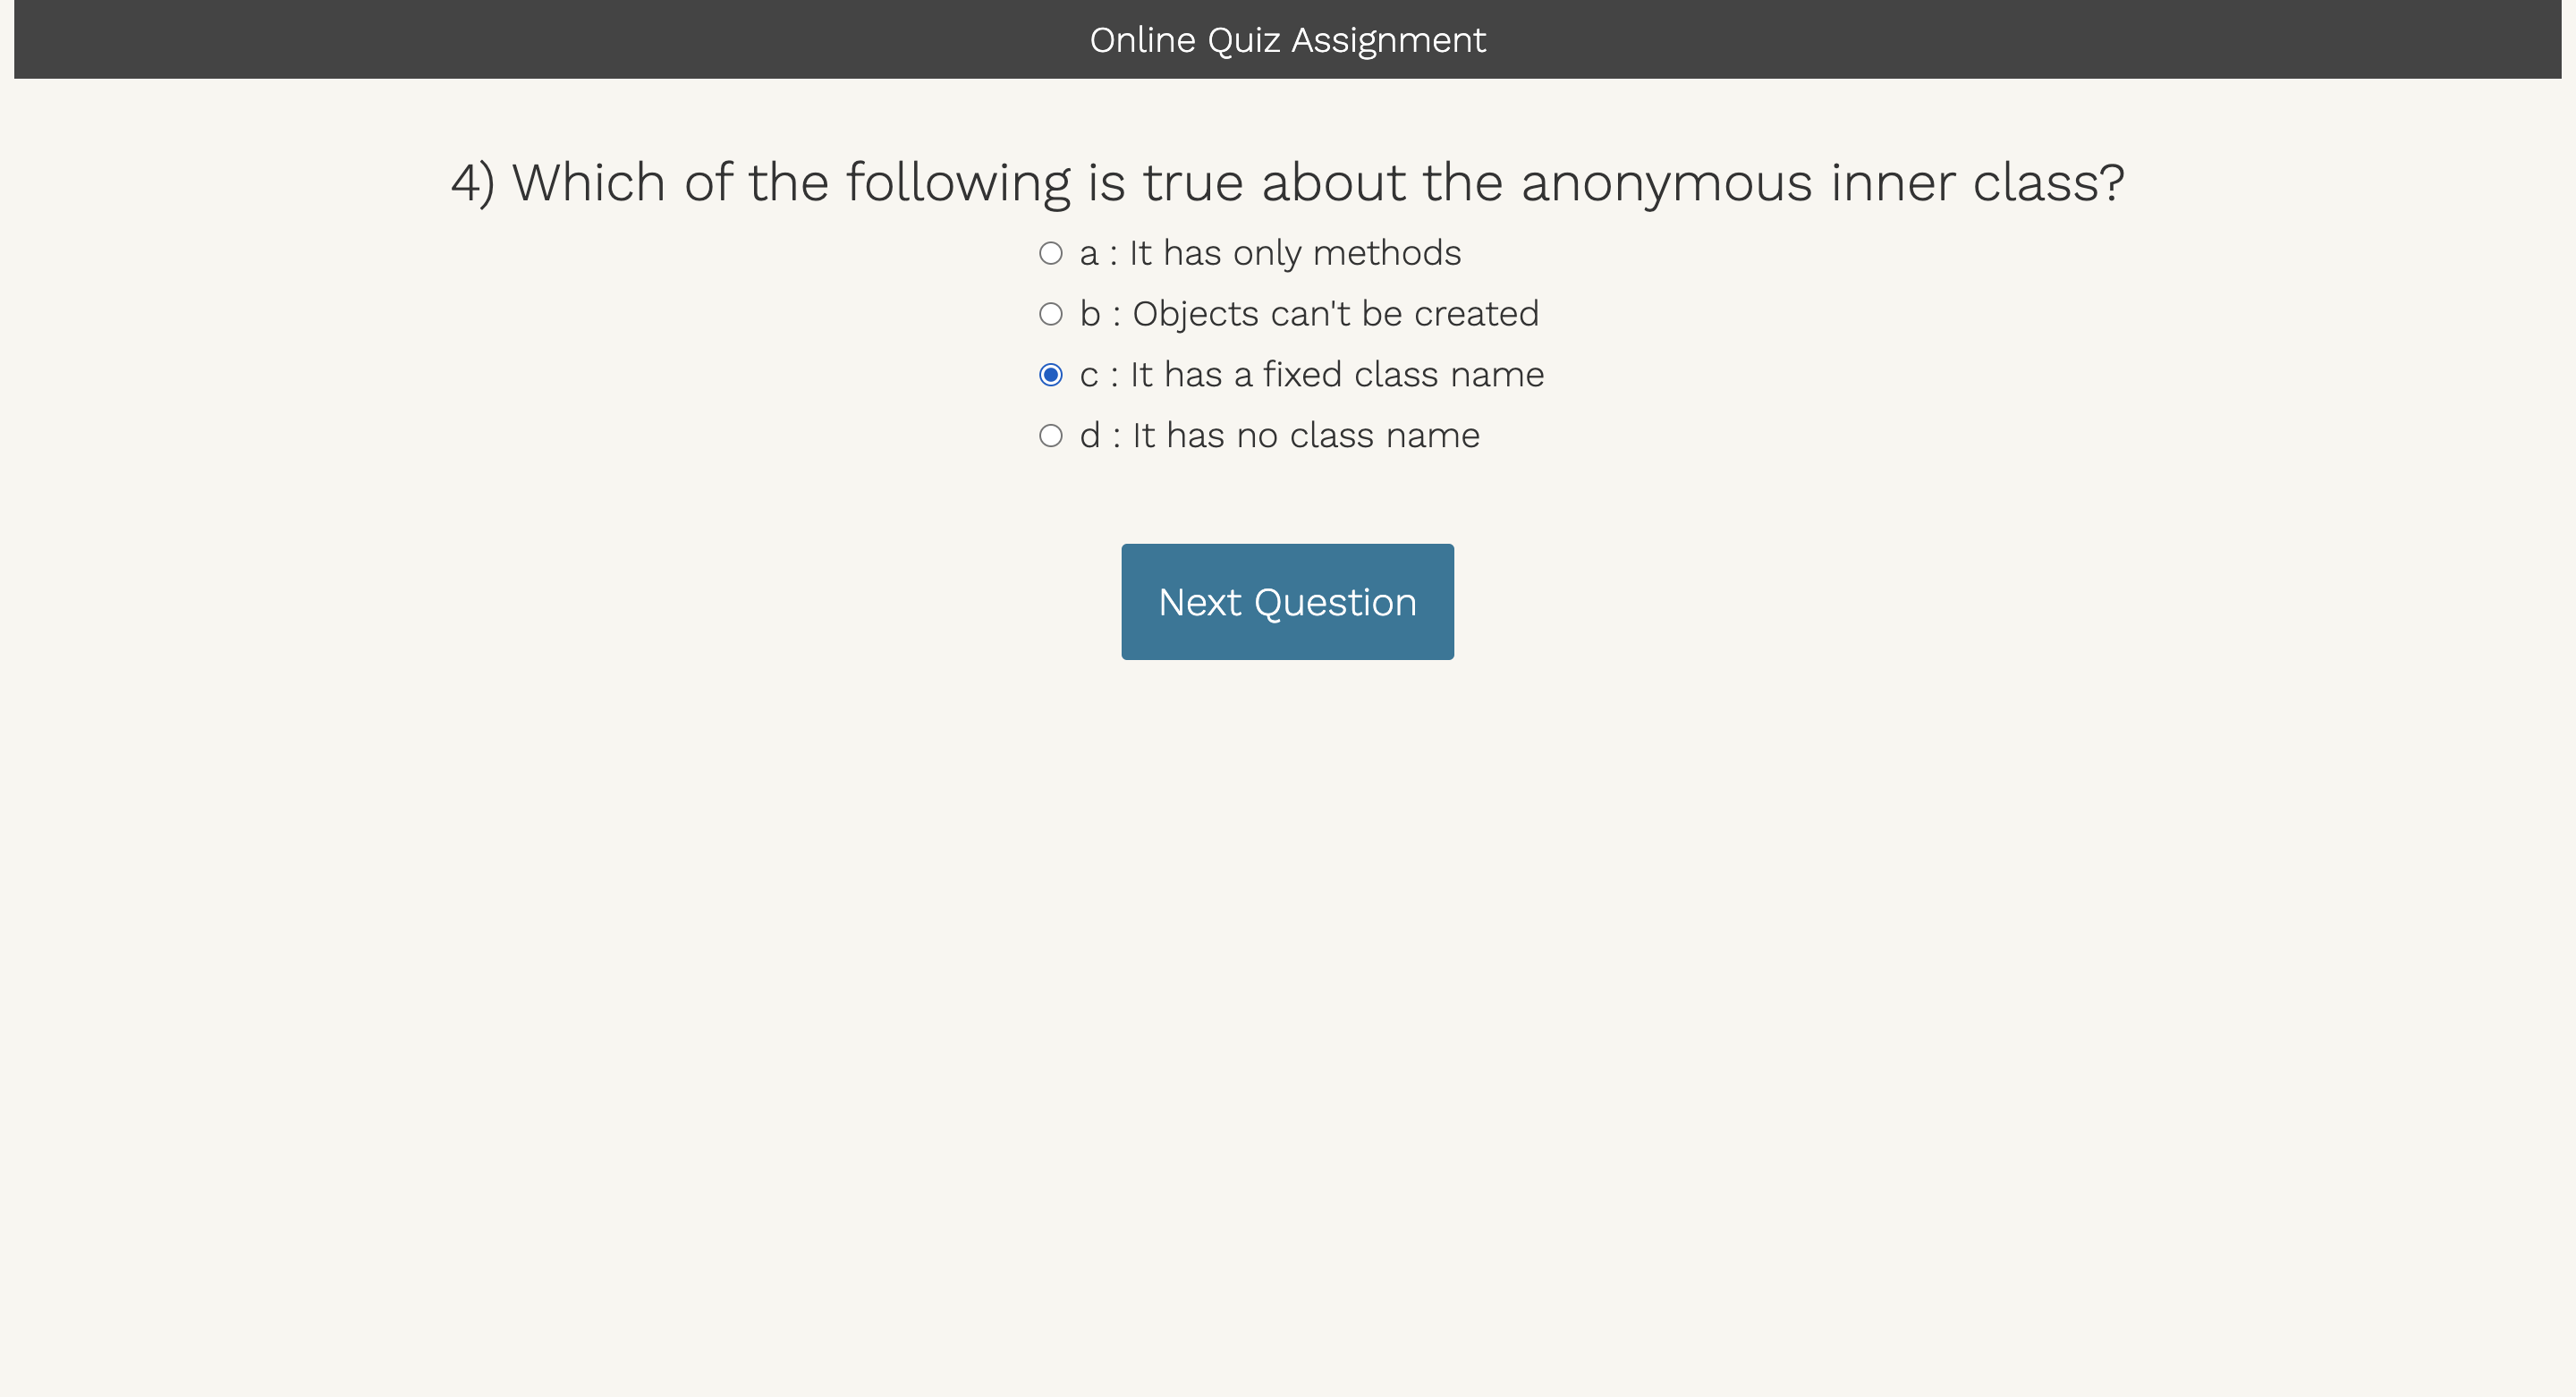 Online Quiz Assignment
4) Which of the following is true about the anonymous inner class?
a : It has only methods
b : Objects can't be created
c : It has a fixed class name
d : It has no class name
Next Question